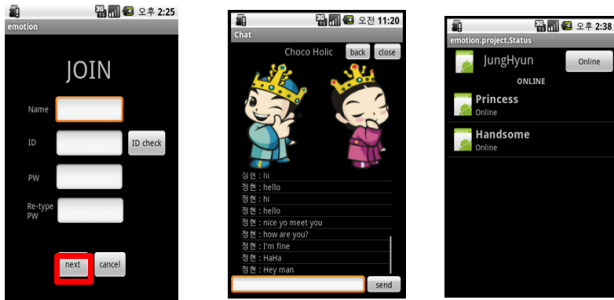 오후 2:25
emotion
JOIN
Name
ID
ID check
PW
Re-type
PW
next
cancel
오전 11:20
Chat
Choco Holic
back
close
정현 : hi
정현 : hello
정현 : hi
정현 : hello
정현 : nice yo meet you
정현 : how are you?
정현 : I'm fine
정현 : HaHa
정현 : Hey man
send
오후 2:38
emotion.project.Status
JungHyun
Online
ONLINE
Princess
Online
Handsome
Online